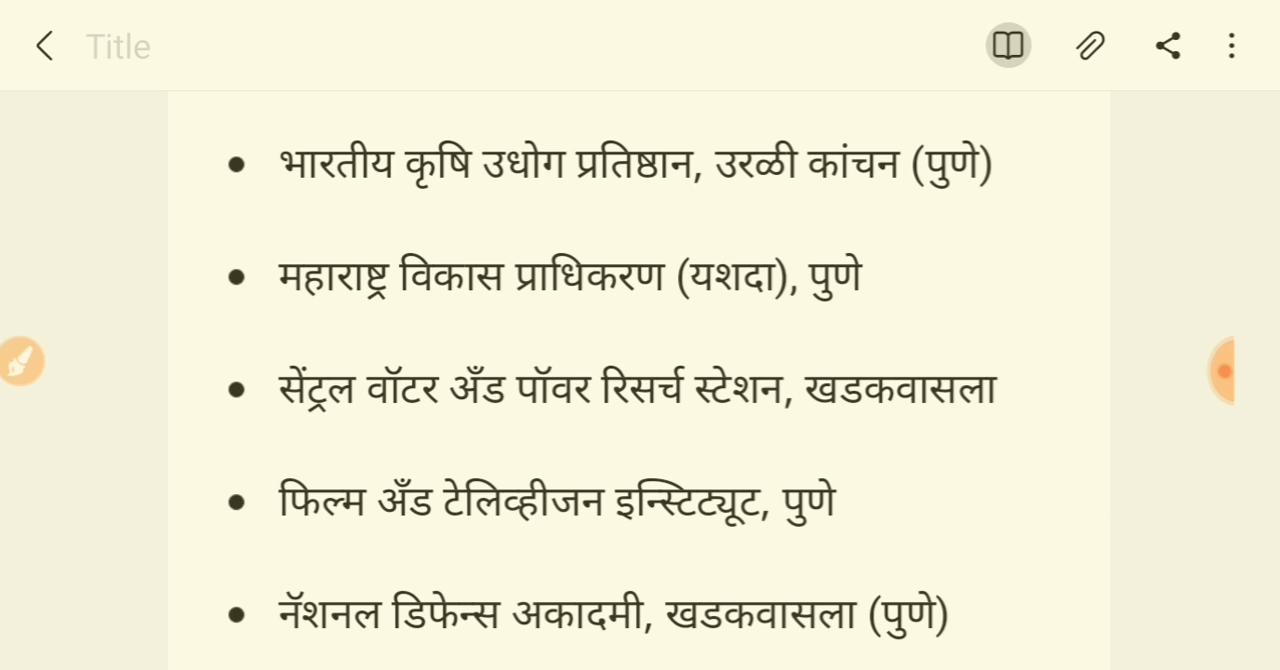 Title
• भारतीय कृषि उधोग प्रतिष्ठान, उरळी कांचन (पुणे)
• महाराष्ट्र विकास प्राधिकरण (यशदा), पुणे
• सेंट्रल वॉटर अँड पॉवर रिसर्च स्टेशन, खडकवासला
• फिल्म अँड टेलिव्हीजन इन्स्टिट्यूट, पुणे
• नॅशनल डिफेन्स अकादमी, खडकवासला (पुणे)